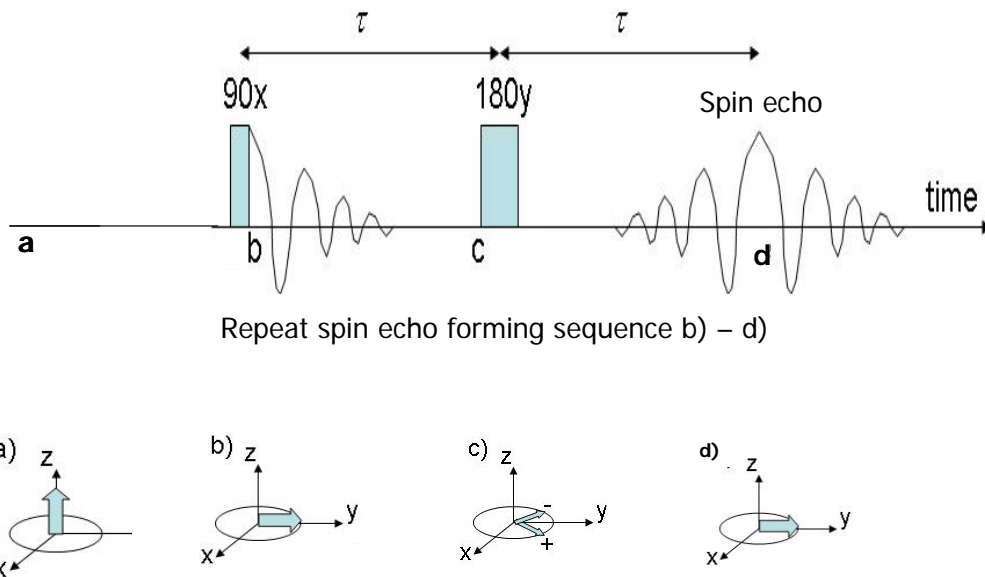 τ τ
90x 180y Spin echo
time
a b c d
Repeat spin echo forming sequence b) – d)
a) z b) z c) z d) z
y - y y
x x x + x